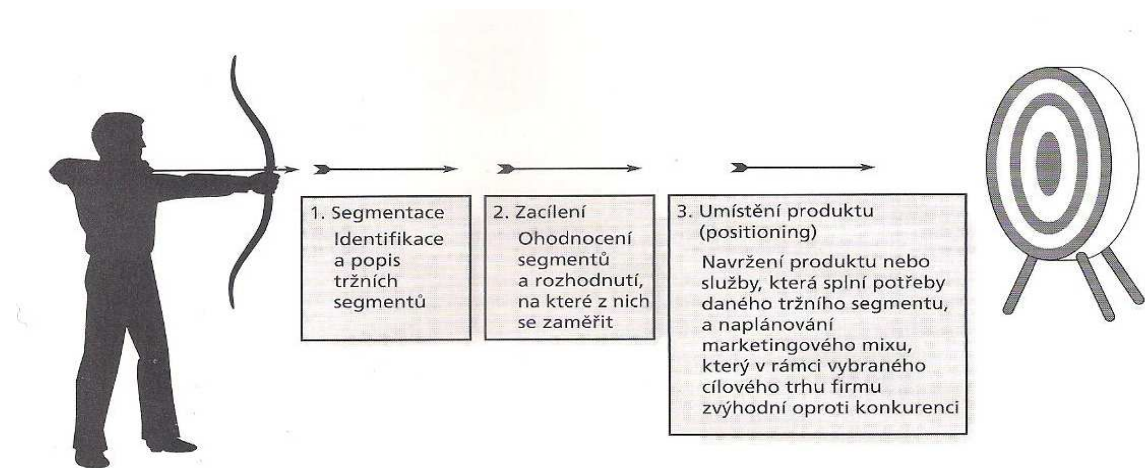 1. Segmentace
Identifikace
a popis
tržních
segmentů
2. Zacílení
Ohodnocení
segmentů
a rozhodnutí,
na které z nich
se zaměřit
3. Umístění produktu
(positioning)
Navržení produktu nebo
služby, která splní potřeby
daného tržního segmentu,
a naplánování
marketingového mixu,
který v rámci vybraného
cílového trhu firmu
zvýhodní oproti konkurenci